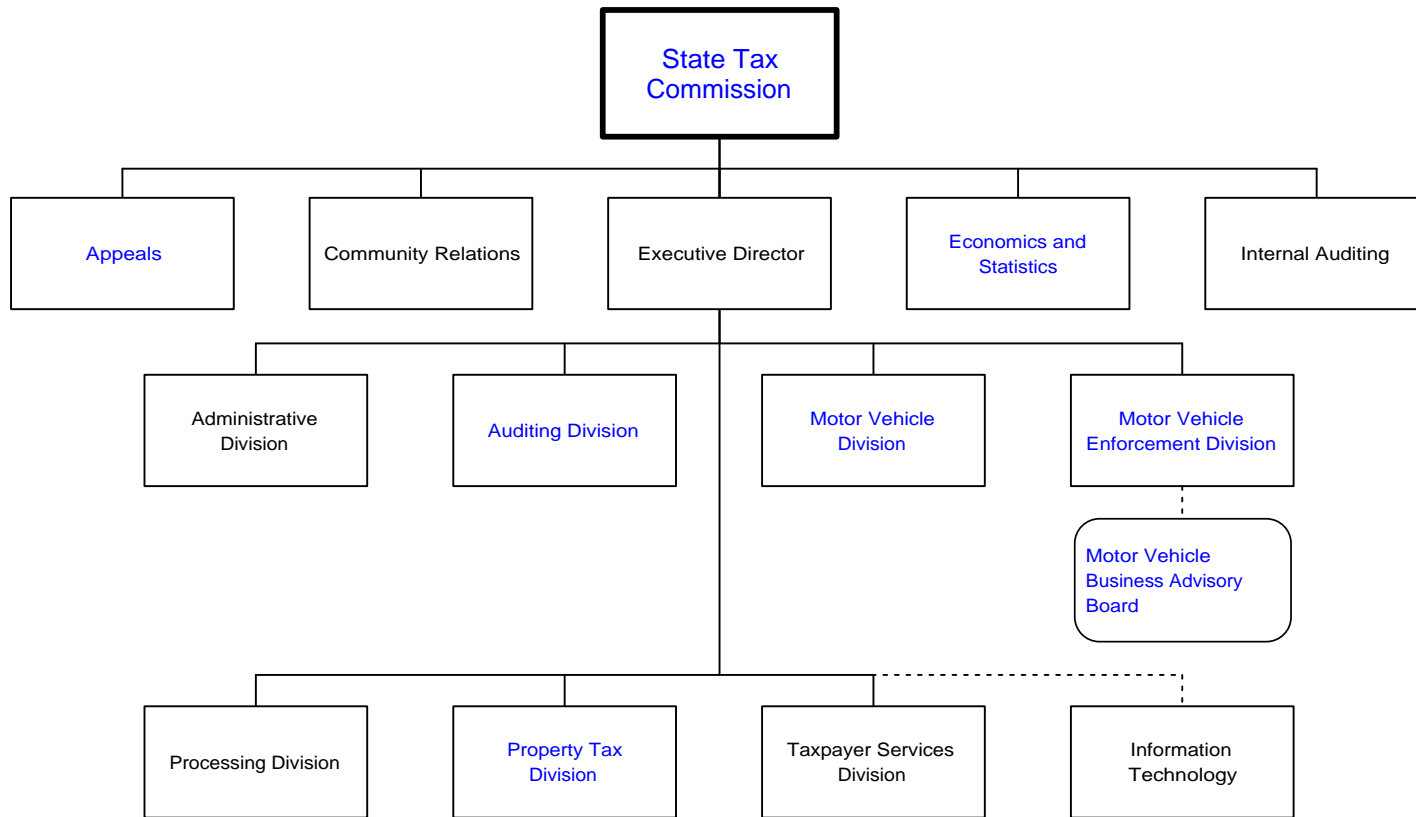 State Tax
Commission
Appeals
Community Relations
Executive Director
Economics and
Statistics
Internal Auditing
Administrative
Division
Auditing Division
Motor Vehicle
Division
Motor Vehicle
Enforcement Division
Motor Vehicle
Business Advisory
Board
Processing Division
Property Tax
Division
Taxpayer Services
Division
Information
Technology